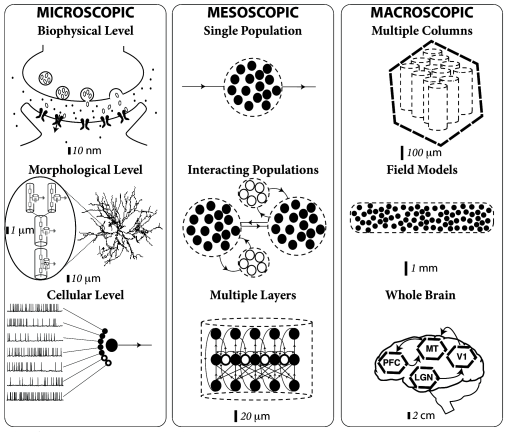 MICROSCOPIC
Biophysical Level
10 nm
Morphological Level
1 μm
10 μm
Cellular Level
MESOSCOPIC
Single Population
Interacting Populations
Multiple Layers
20 μm
MACROSCOPIC
Multiple Columns
100 μm
Field Models
1 mm
Whole Brain
PFC
MT
V1
LGN
2 cm